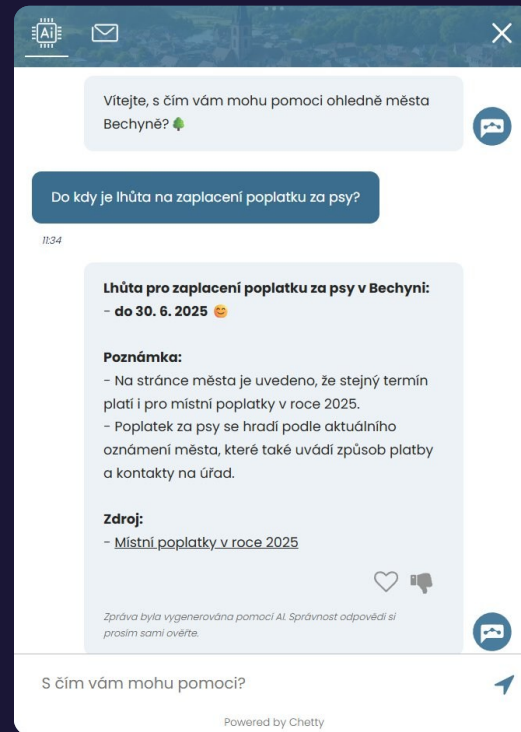 Ai
Vítejte, s čím vám mohu pomoci ohledně města
Bechyně?🌳
Do kdy je lhůta na zaplacení poplatku za psy?
11:34
Lhůta pro zaplacení poplatku za psy v Bechyni:
- do 30. 6. 2025 😊
Poznámka:
- Na stránce města je uvedeno, že stejný termín
platí i pro místní poplatky v roce 2025.
- Poplatek za psy se hradí podle aktuálního
oznámení města, které také uvádí způsob platby
a kontakty na úřad.
Zdroj:
- Místní poplatky v roce 2025
Zpráva byla vygenerována pomocí AI. Správnost odpovědi si
prosím sami ověřte.
S čím vám mohu pomoci?
Powered by Chetty